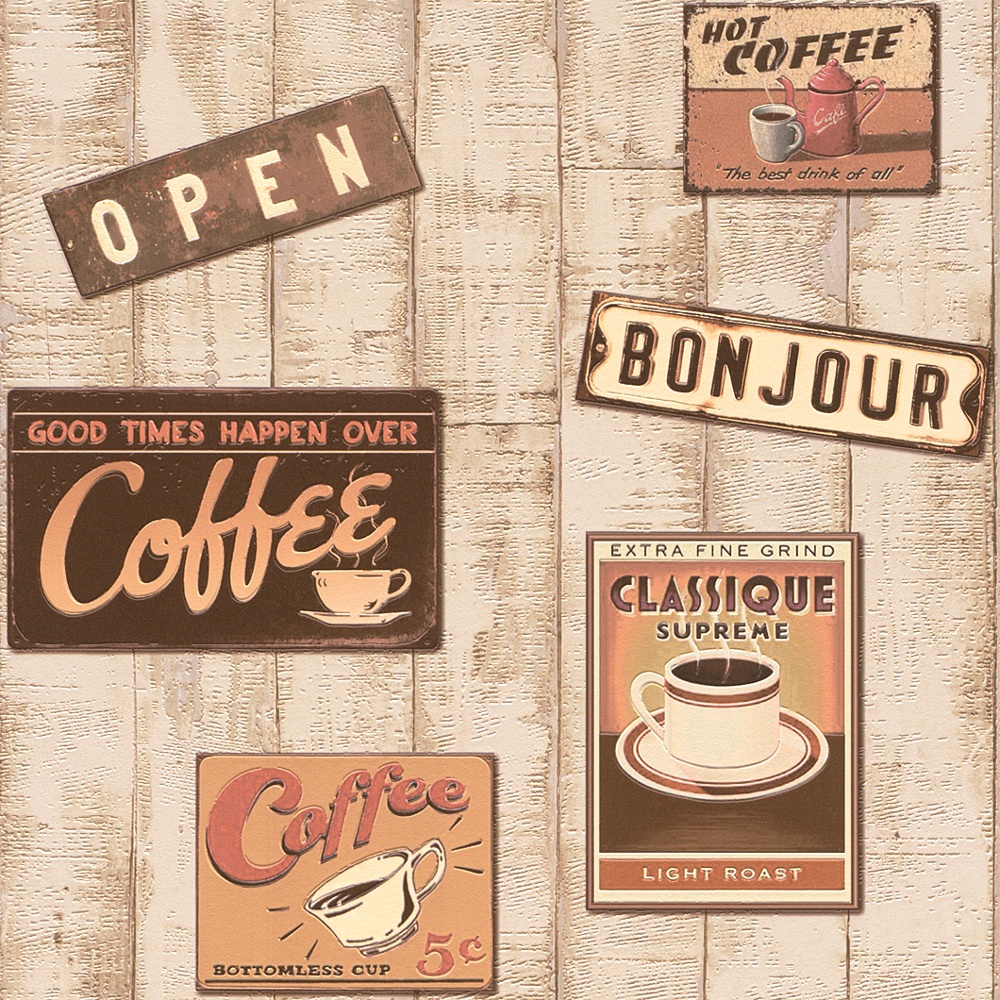 HOT
COFFEE
Café
"The best drink of all"
OPEN
BONJOUR
GOOD TIMES HAPPEN OVER
Coffee
EXTRA FINE GRIND
CLASSIQUE
SUPREME
LIGHT ROAST
Coffee
5¢
BOTTOMLESS CUP